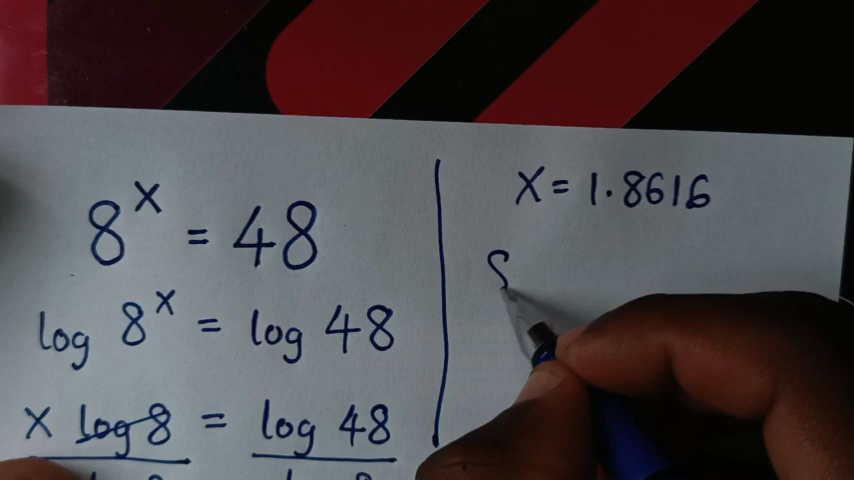 8^x = 48
log 8^x = log 48
x log 8 = log 48
x = 1.8616